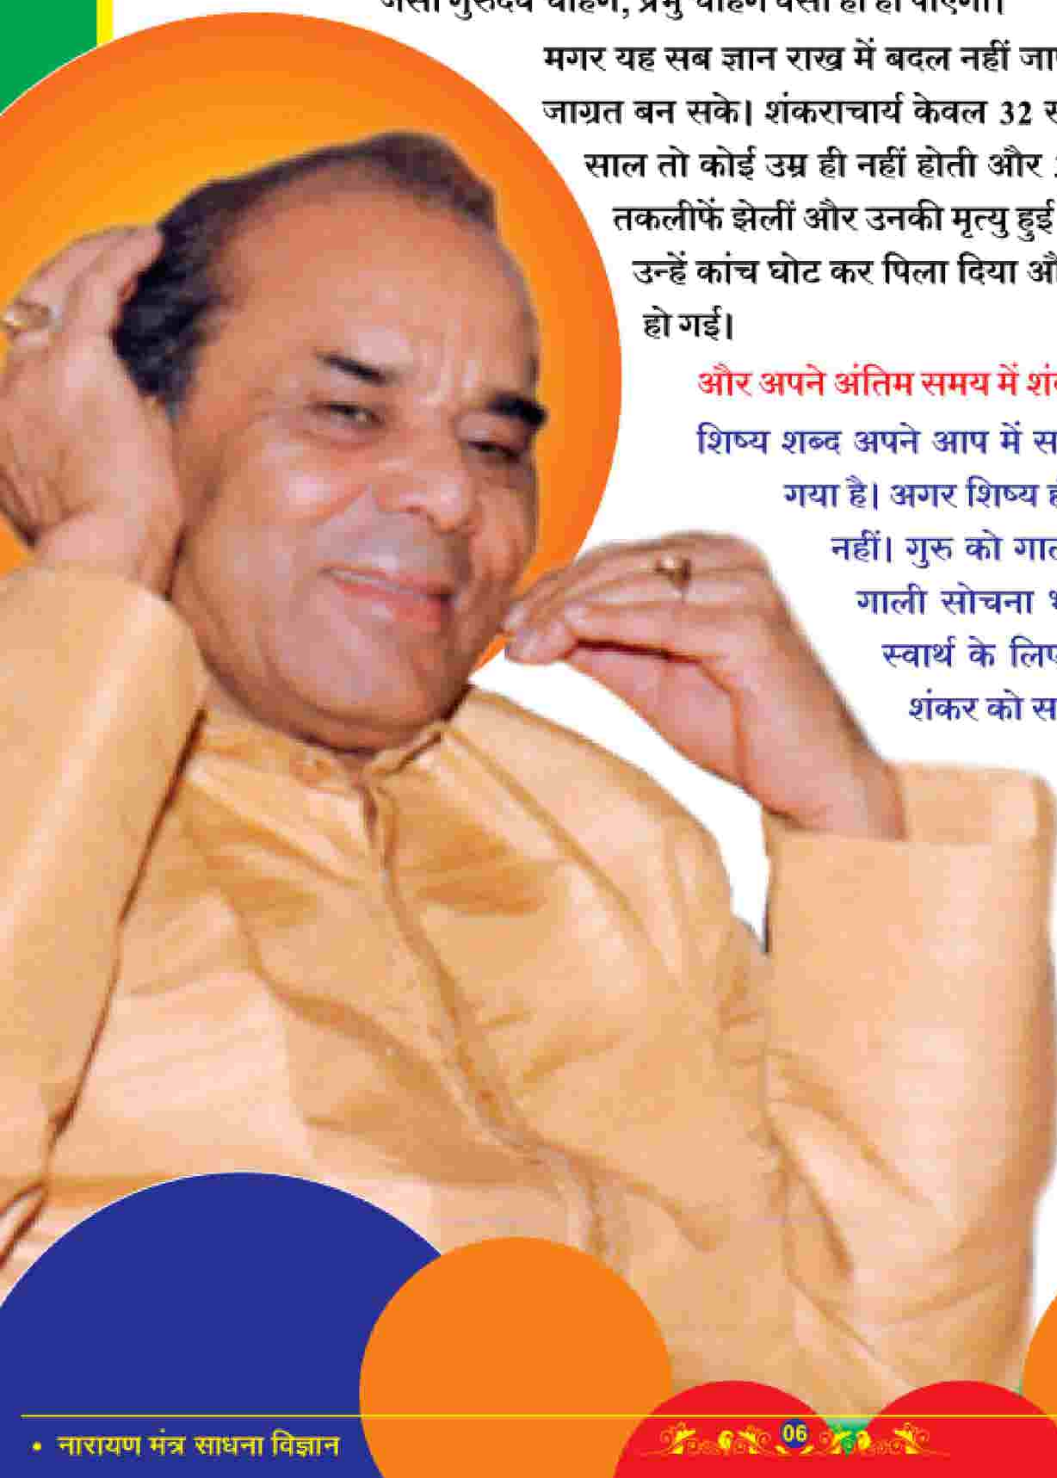 मगर यह सब ज्ञान राख में बदल नहीं
जाग्रत बन सके। शंकराचार्य केवल 32
साल तो कोई उम्र ही नहीं होती और
तकलीफें झेलीं और उनकी मृत्यु हुई
उन्हें कांच घोट कर पिला दिया
हो गई।
और अपने अंतिम समय में
शिष्य शब्द अपने आप में
गया है। अगर शिष्य
नहीं। गुरु को
गाली सोचना
स्वार्थ के
शंकर को
• नारायण मंत्र साधना विज्ञान
06